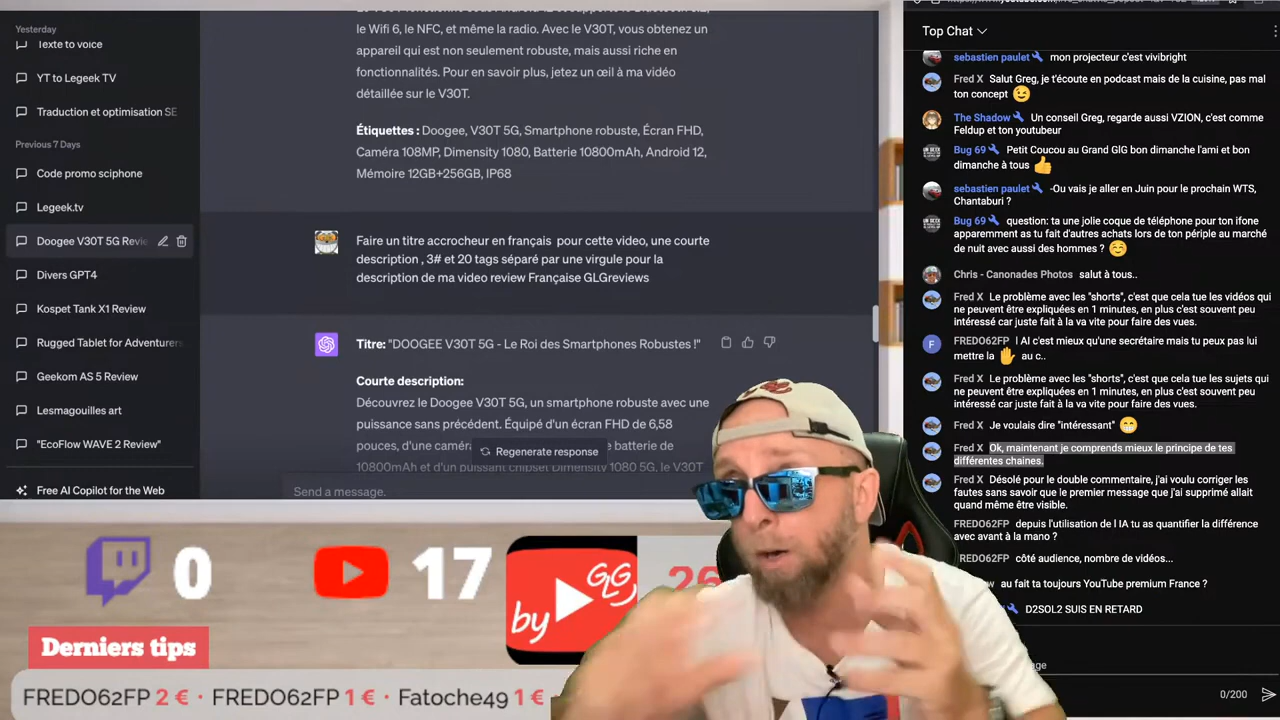 Yesterday
Texte to voice
YT to Legeek TV
Traduction et optimisation SE
Previous 7 Days
Code promo sciphone
Legeek.tv
Doogee V30T 5G Revie
Divers GPT4
Kospet Tank X1 Review
Rugged Tablet for Adventurers
Geekom AS 5 Review
Lesmagouilles art
"EcoFlow WAVE 2 Review"
Free AI Copilot for the Web
le Wifi 6, le NFC, et même la radio. Avec le V30T, vous obtenez un
appareil qui est non seulement robuste, mais aussi riche en
fonctionnalités. Pour en savoir plus, jetez un œil à ma vidéo
détaillée sur le V30T.
Étiquettes : Doogee, V30T 5G, Smartphone robuste, Écran FHD,
Caméra 108MP, Dimensity 1080, Batterie 10800mAh, Android 12,
Mémoire 12GB+256GB, IP68
Faire un titre accrocheur en français pour cette video, une courte
description , 3# et 20 tags séparé par une virgule pour la
description de ma video review Française GLGreviews
Titre: "DOOGEE V30T 5G - Le Roi des Smartphones Robustes !"
Courte description:
Découvrez le Doogee V30T 5G, un smartphone robuste avec une
puissance sans précédent. Équipé d'un écran FHD de 6,58
pouces, d'une caméra
batterie de
10800mAh et d'un puissant chipset Dimensity 1080 5G, le V30T
Regenerate response
Send a message.
Top Chat
sebastien paulet mon projecteur c'est vivibright
Fred X Salut Greg, je t'écoute en podcast mais de la cuisine, pas mal
ton concept
The Shadow Un conseil Greg, regarde aussi VZION, c'est comme
Feldup et ton youtubeur
Bug 69 Petit Coucou au Grand GlG bon dimanche l'ami et bon
dimanche à tous
sebastien paulet -Ou vais je aller en Juin pour le prochain WTS,
Chantaburi ?
Bug 69 question: ta une jolie coque de téléphone pour ton ifone
apparemment as tu fait d'autres achats lors de ton périple au marché
de nuit avec aussi des hommes ?
Chris - Canonades Photos salut à tous..
Fred X Le problème avec les "shorts", c'est que cela tue les vidéos qui
ne peuvent être expliquées en 1 minutes, en plus c'est souvent peu
intéressé car juste fait à la va vite pour faire des vues.
F
FREDO62FP l AI c'est mieux qu'une secrétaire mais tu peux pas lui
mettre la au c..
Fred X Le problème avec les "shorts", c'est que cela tue les sujets qui
ne peuvent être expliquées en 1 minutes, en plus c'est souvent peu
intéressé car juste fait à la va vite pour faire des vues.
Fred X Je voulais dire "intéressant"
Fred X Ok, maintenant je comprends mieux le principe de tes
différentes chaines.
Fred X Désolé pour le double commentaire, j'ai voulu corriger les
fautes sans savoir que le premier message que j'ai supprimé allait
quand même être visible.
FREDO62FP depuis l'utilisation de l IA tu as quantifier la différence
avec avant à la mano ?
REDO62FP côté audience, nombre de vidéos...
au fait ta toujours YouTube premium France ?
D2SOL2 SUIS EN RETARD
0/200
0
17
by GLG
26
Derniers tips
FREDO62FP 2 € · FREDO62FP 1 € · Fatoche49 1 €